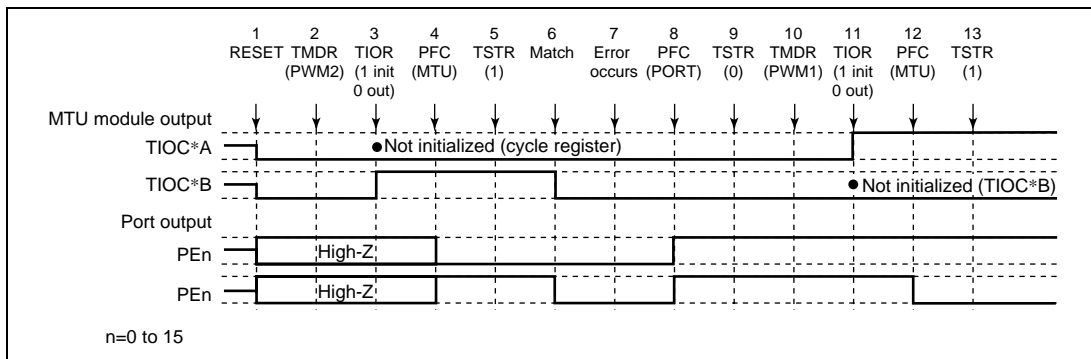 1 2 3 4 5 6 7 8 9 10 11 12 13
RESET TMDR TIOR PFC TSTR Match Error PFC TSTR TMDR TIOR PFC TSTR
(PWM2) (1 init (MTU) (1) occurs (PORT) (0) (PWM1) (1 init (MTU) (1)
0 out) 0 out)
MTU module output
TIOC*A
Not initialized (cycle register)
TIOC*B
Not initialized (TIOC*B)
Port output
PEn
High-Z
PEn
High-Z
n=0 to 15